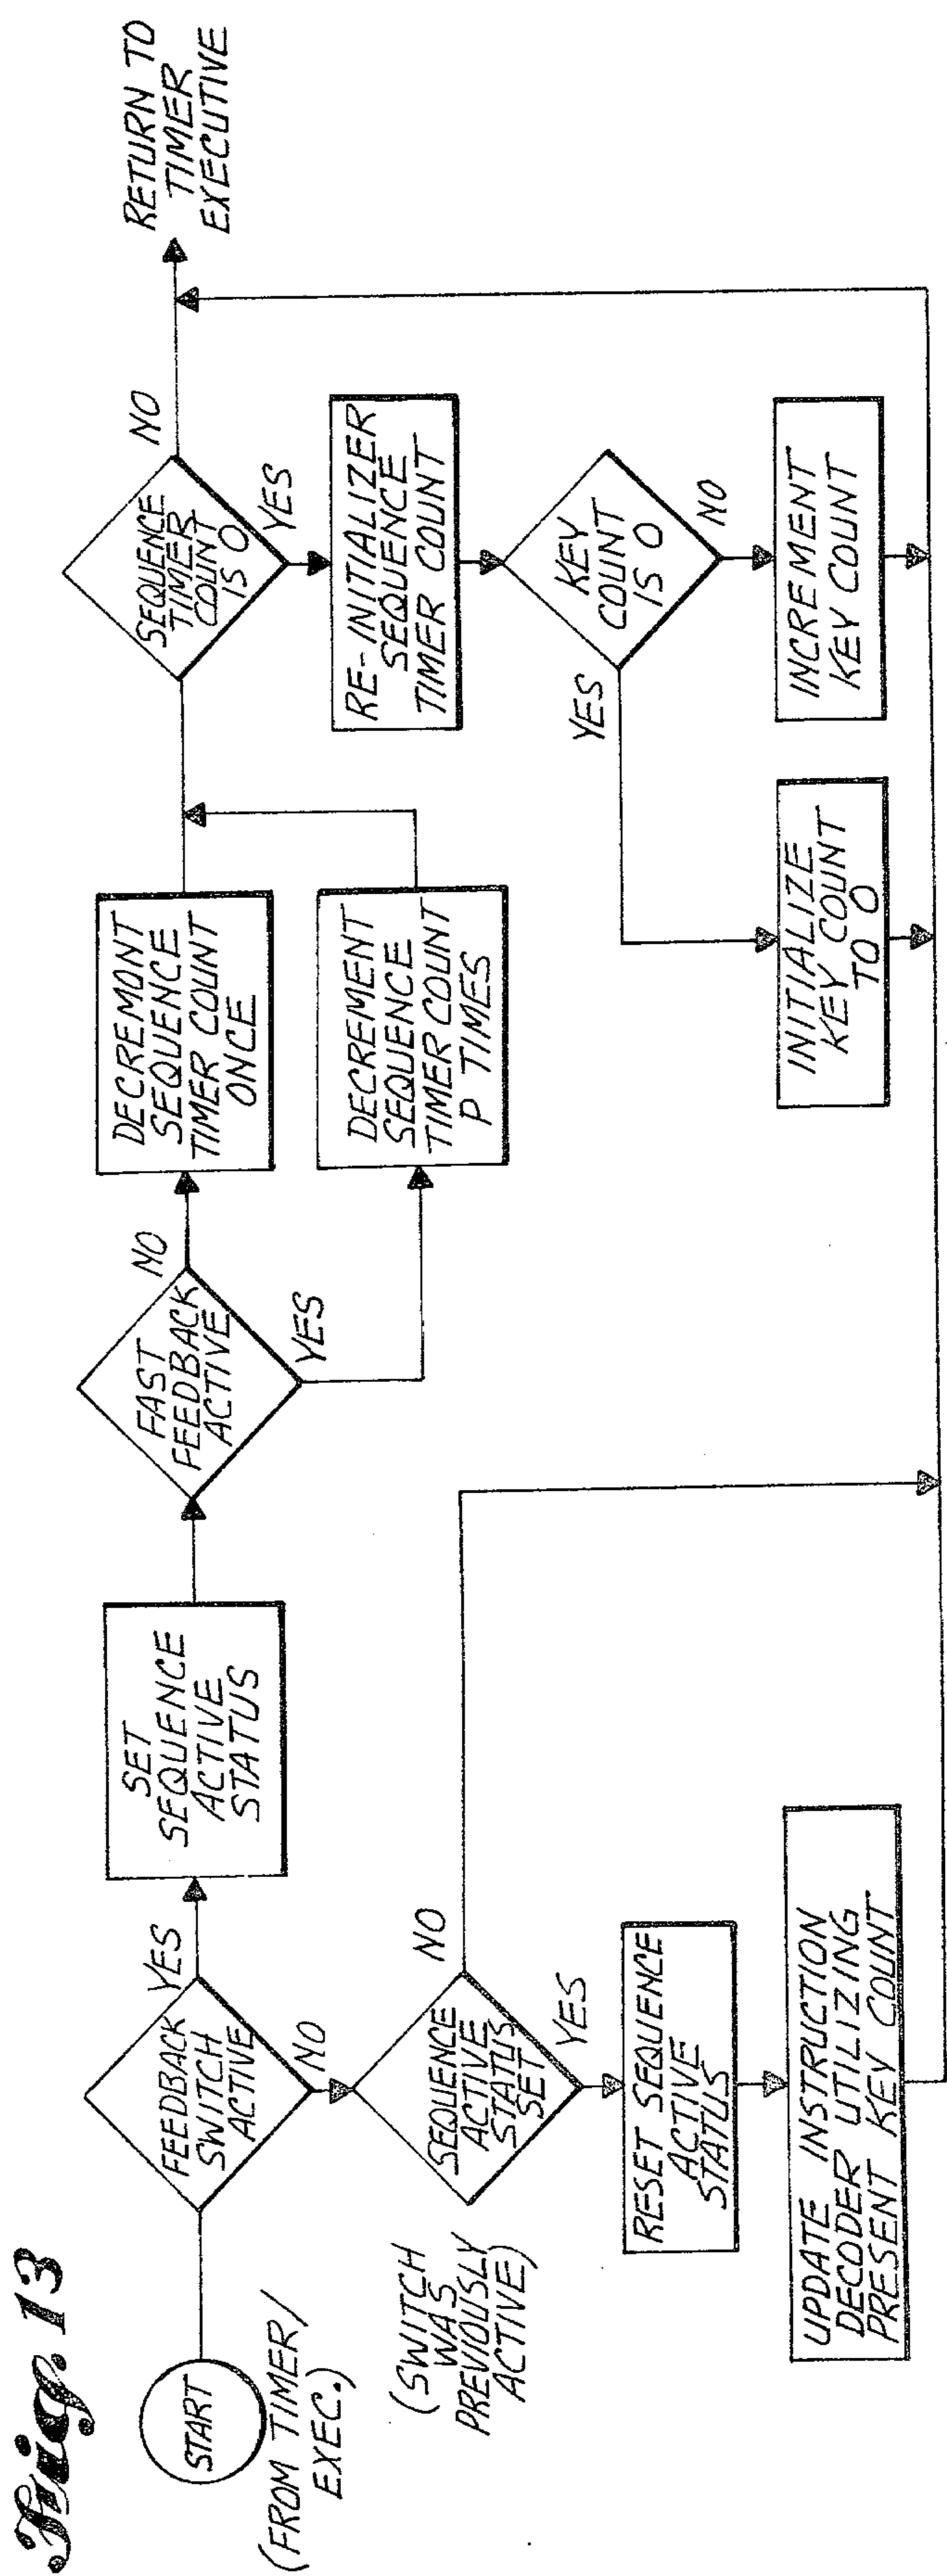 Fig. 13
START
(FROM TIMER/
EXEC.)
FEEDBACK
SWITCH
ACTIVE
YES
NO
SET
SEQUENCE
ACTIVE
STATUS
FAST
FEEDBACK
ACTIVE
NO
YES
DECREMONT
SEQUENCE
TIMER COUNT
ONCE
DECREMENT
SEQUENCE
TIMER COUNT
P TIMES
SEQUENCE
TIMER
COUNT
IS 0
NO
YES
RETURN TO
TIMER
EXECUTIVE
RE-INITIALIZER
SEQUENCE
TIMER COUNT
KEY
COUNT
IS 0
YES
NO
INITIALIZE
KEY COUNT
TO 0
INCREMENT
KEY COUNT
(SWITCH
WAS
PREVIOUSLY
ACTIVE)
SEQUENCE
ACTIVE
STATUS
SET
NO
YES
RESET SEQUENCE
ACTIVE
STATUS
UPDATE INSTRUCTION
DECODER UTILIZING
PRESENT KEY COUNT